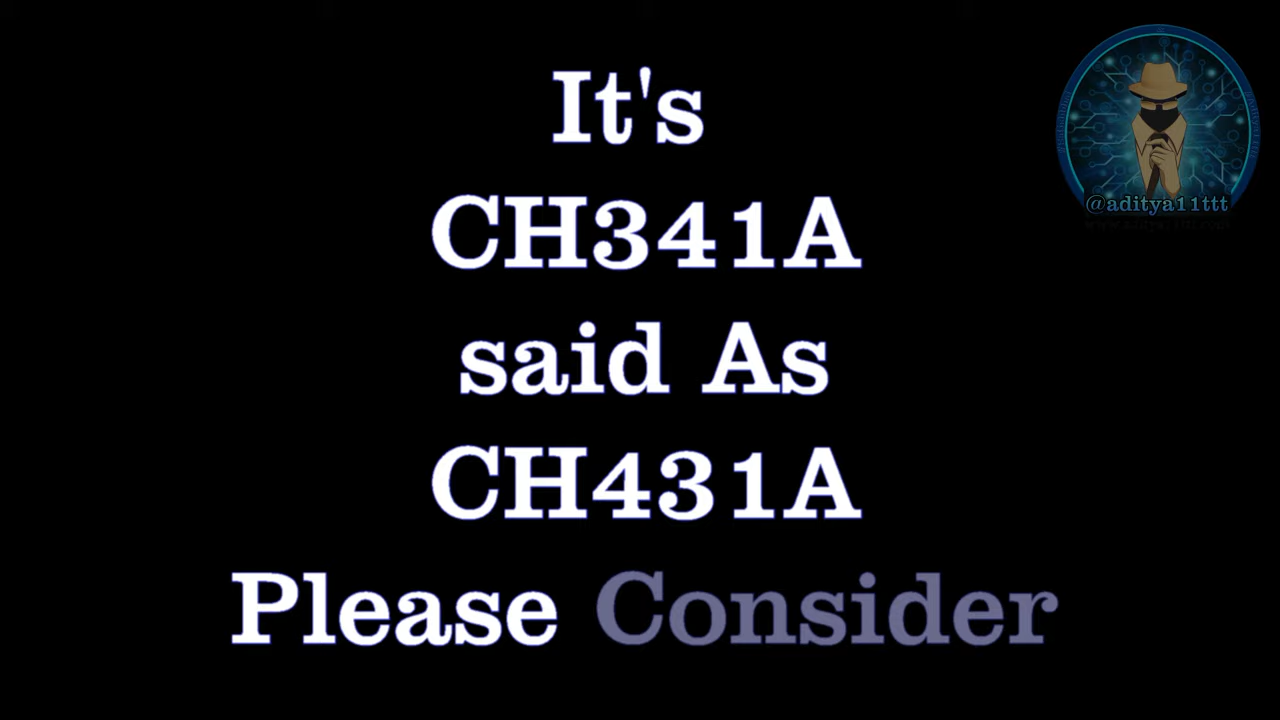 It's
CH341A
said As
CH431A
Please Consider
@aditya11ttt